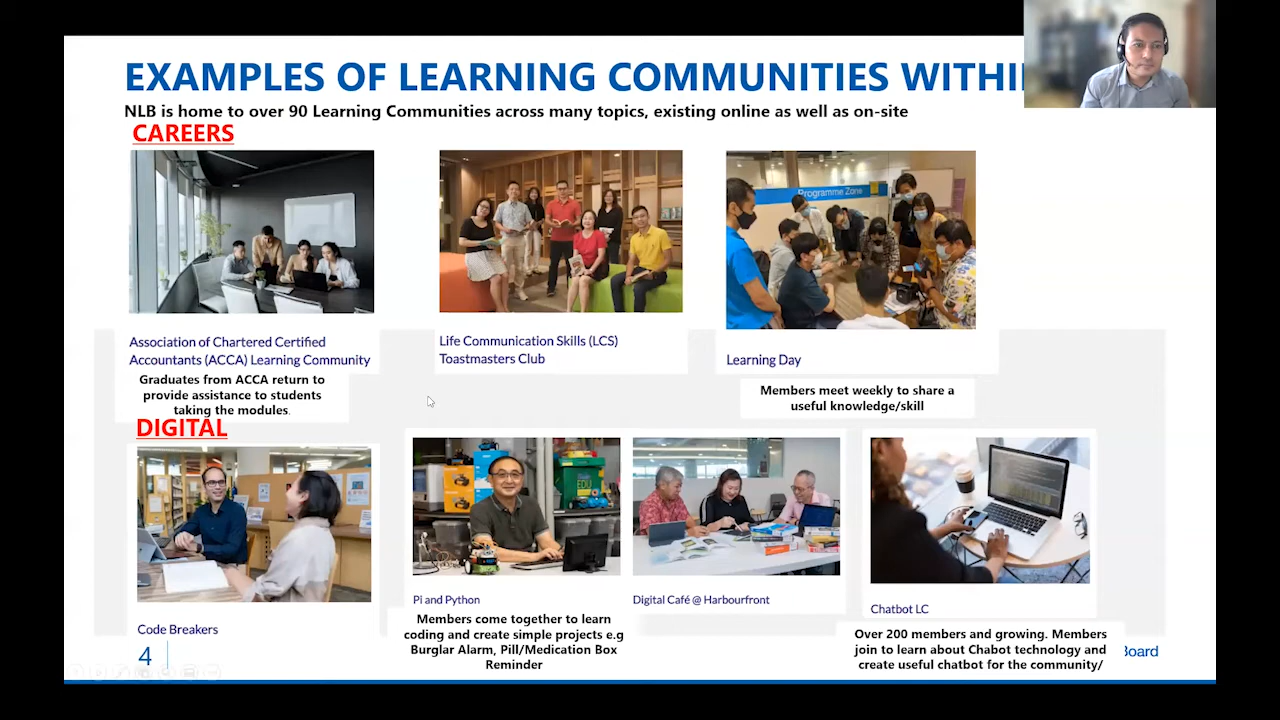 EXAMPLES OF LEARNING COMMUNITIES WITHI
NLB is home to over 90 Learning Communities across many topics, existing online as well as on-site
CAREERS
Programme Zone
Association of Chartered Certified
Accountants (ACCA) Learning Community
Graduates from ACCA return to
provide assistance to students
taking the modules.
Life Communication Skills (LCS)
Toastmasters Club
Learning Day
Members meet weekly to share a
useful knowledge/skill
DIGITAL
EDU
Code Breakers
Pi and Python
Members come together to learn
coding and create simple projects e.g
Burglar Alarm, Pill/Medication Box
Reminder
Digital Café @ Harbourfront
Chatbot LC
Over 200 members and growing. Members
join to learn about Chabot technology and
create useful chatbot for the community/
4
Board